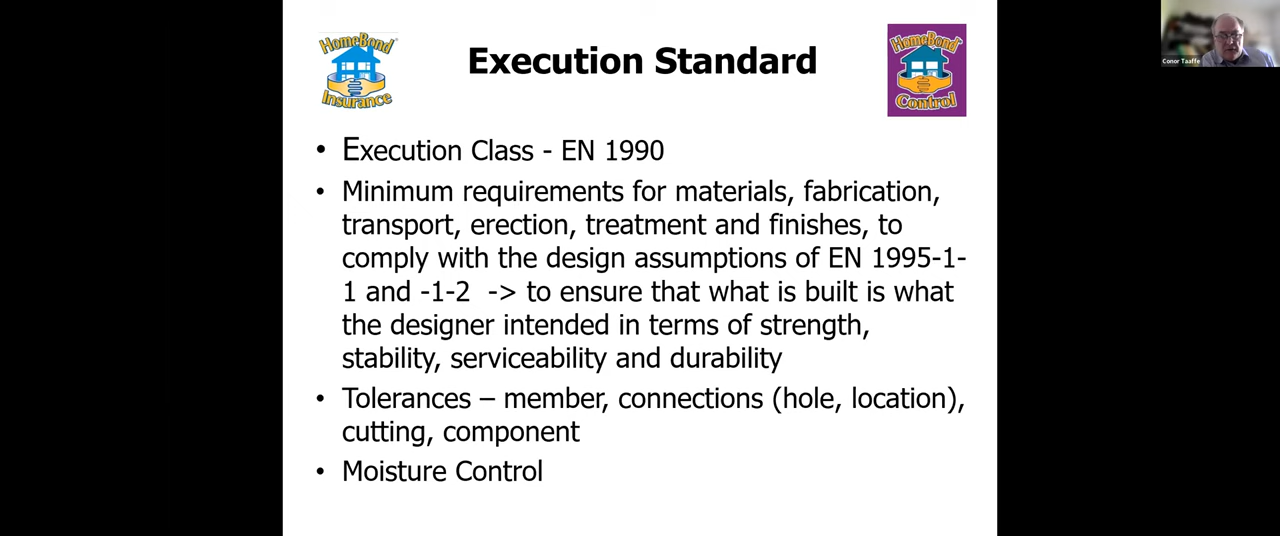 HomeBond
Insurance
Execution Standard
HomeBond
Control
Conor Taaffe
• Execution Class - EN 1990
• Minimum requirements for materials, fabrication,
transport, erection, treatment and finishes, to
comply with the design assumptions of EN 1995-1-
1 and -1-2 -> to ensure that what is built is what
the designer intended in terms of strength,
stability, serviceability and durability
• Tolerances – member, connections (hole, location),
cutting, component
• Moisture Control